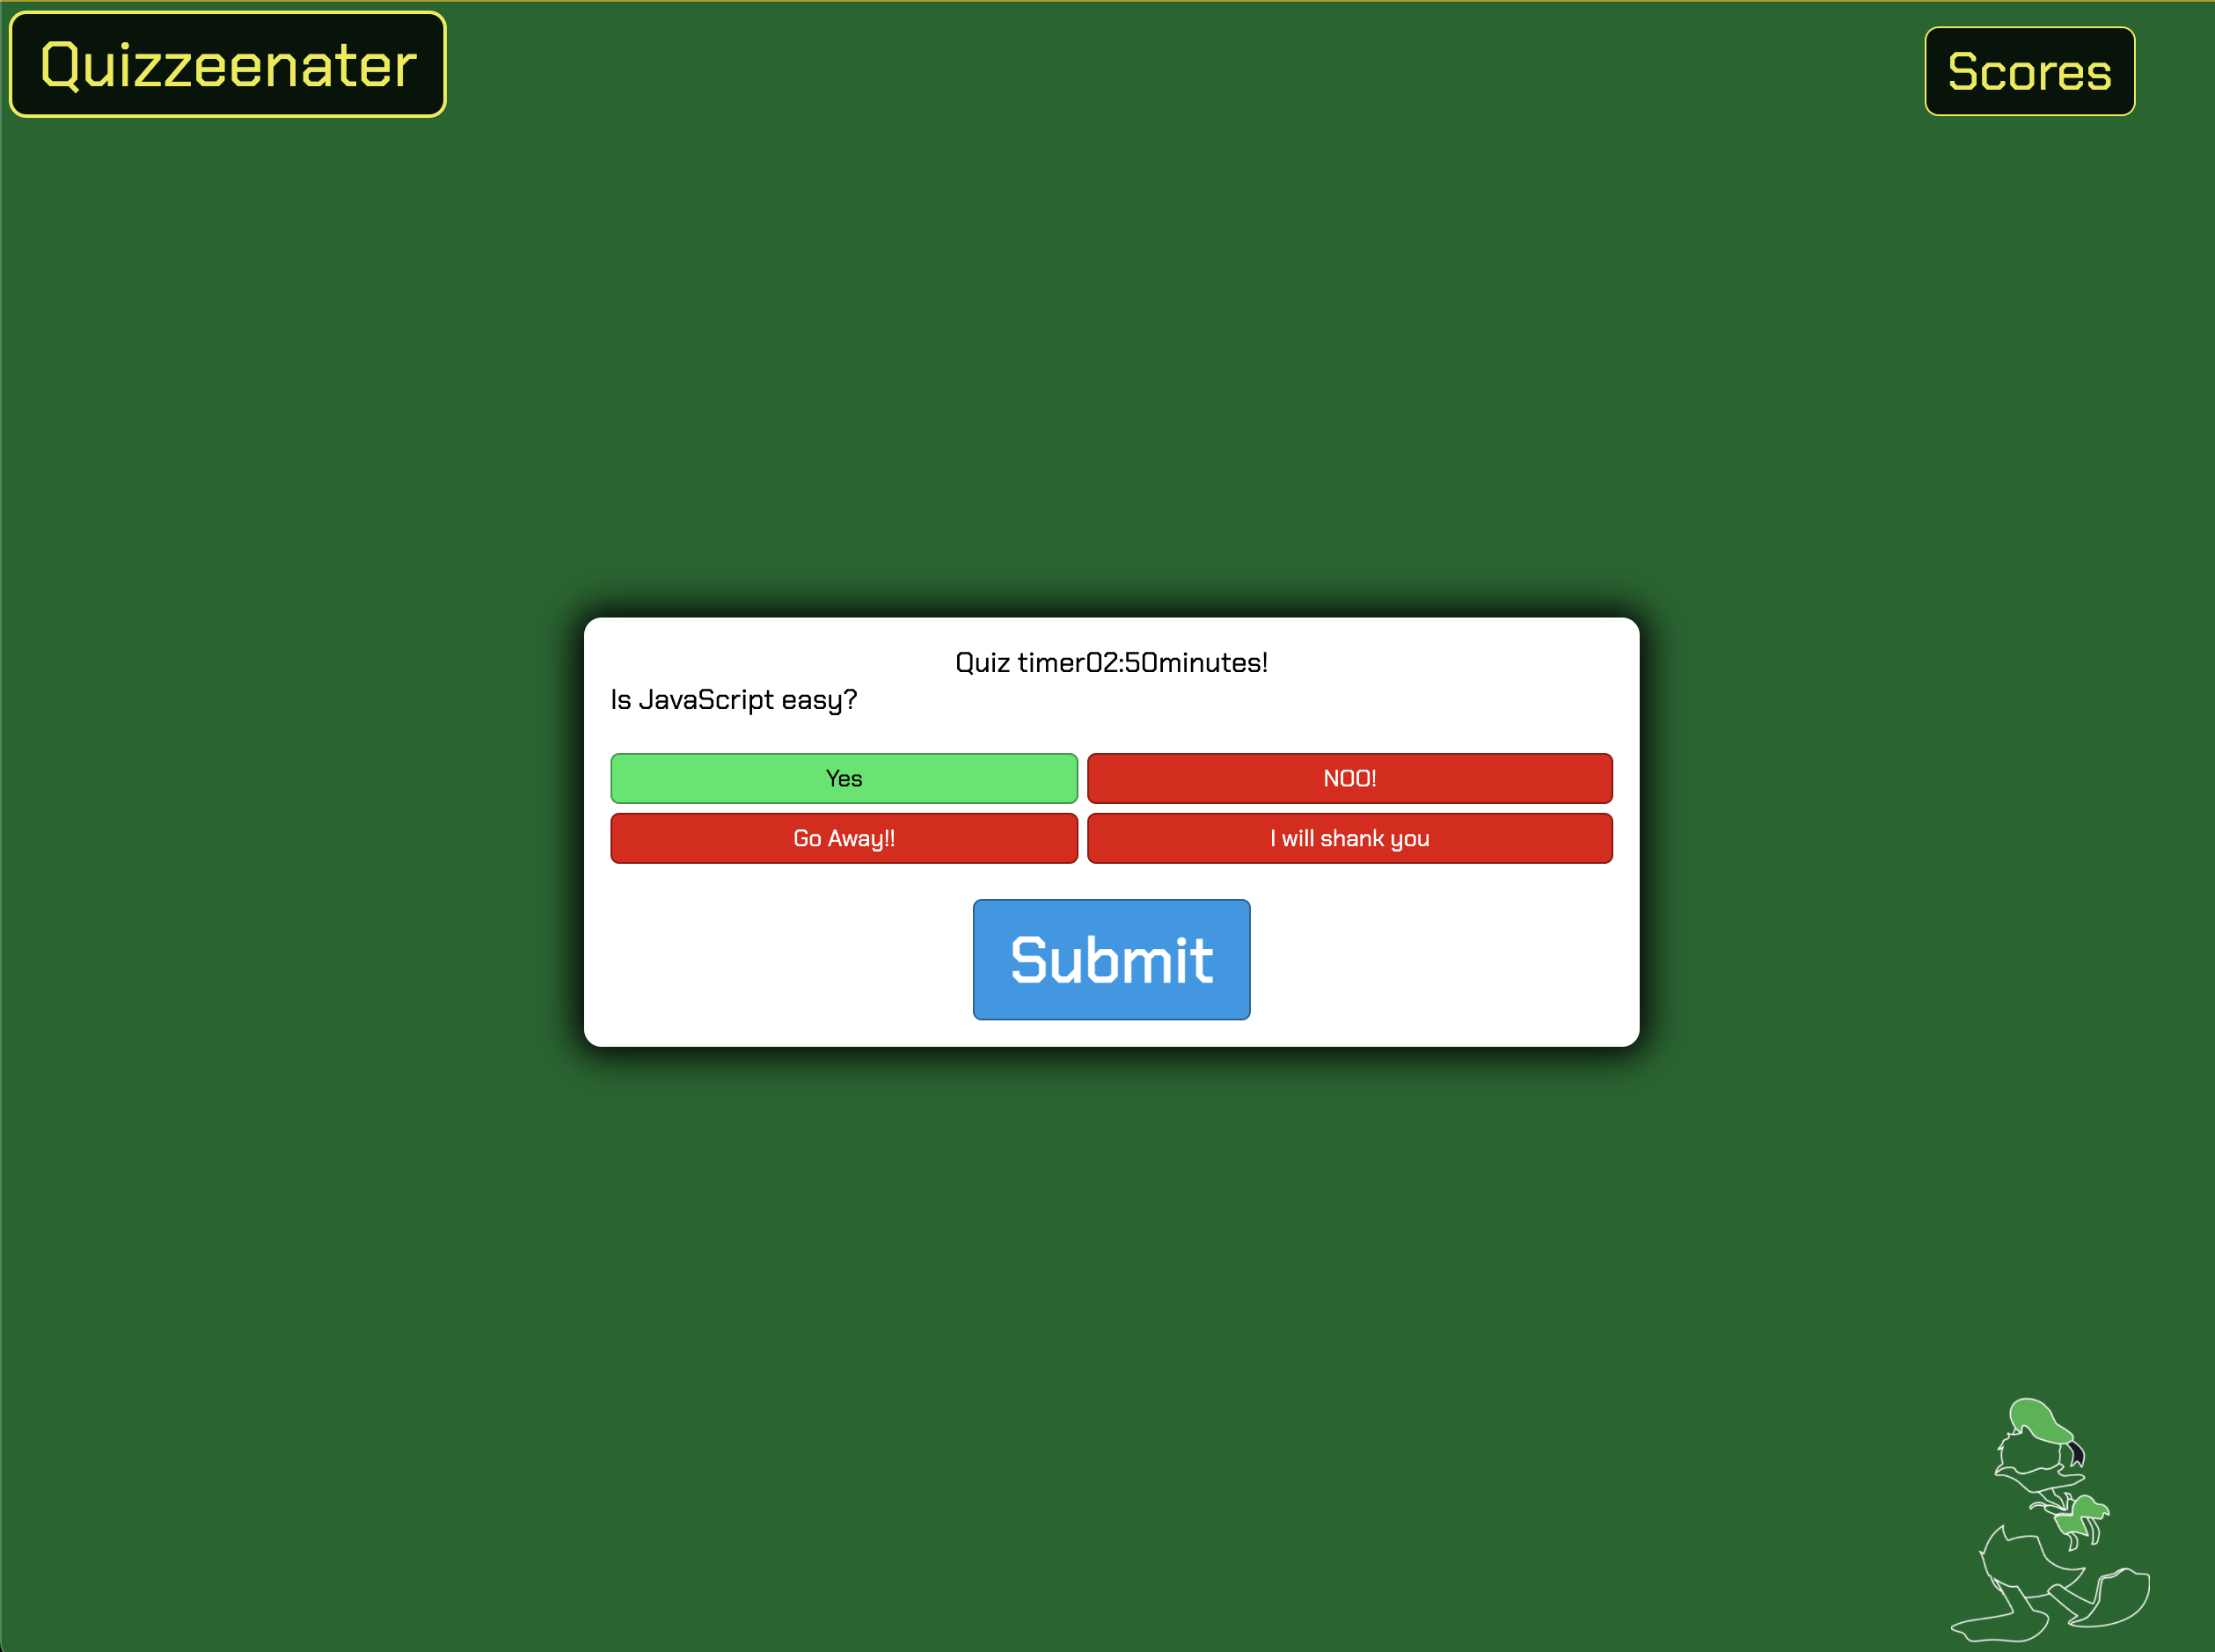 Quizzeenater
Scores
Quiz timer02:50minutes!
Is JavaScript easy?
Yes
NOO!
Go Away!!
I will shank you
Submit